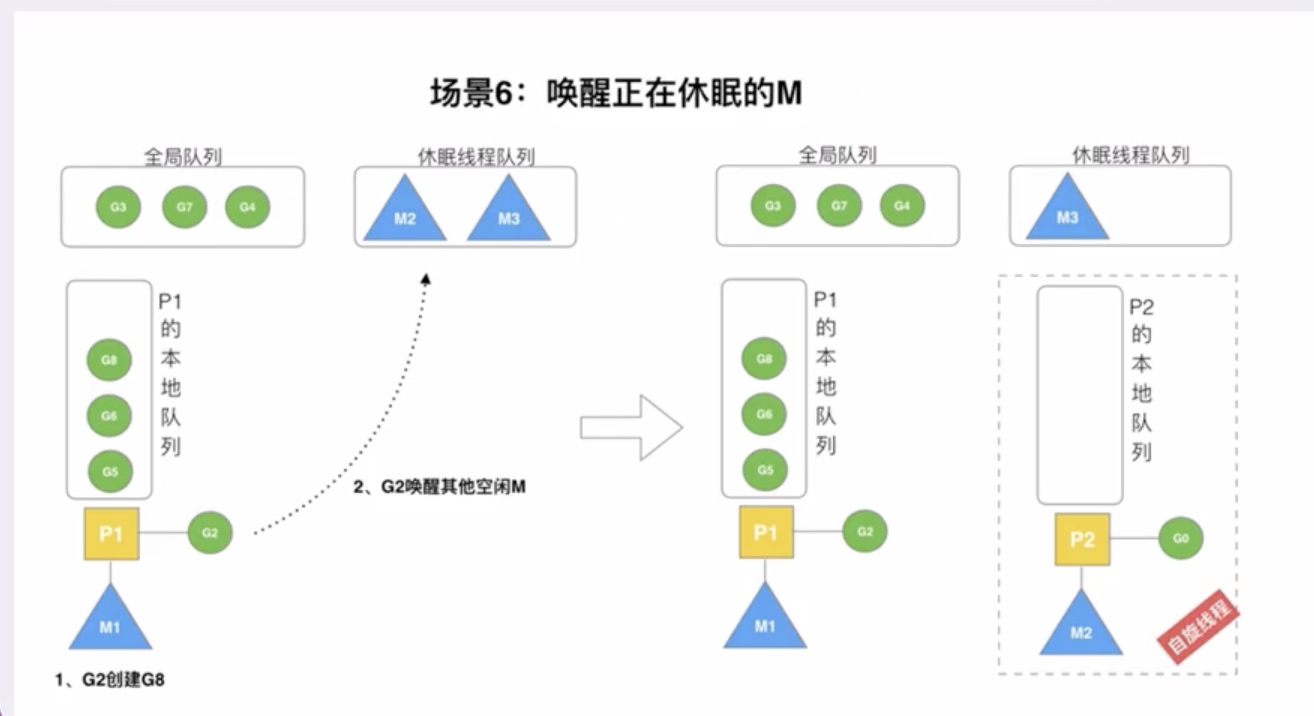 场景6：唤醒正在休眠的M
全局队列
G3 G7 G4
休眠线程队列
M2 M3
P1的本地队列
G8
G6
G5
P1
G2
M1
1、G2创建G8
2、G2唤醒其他空闲M
全局队列
G3 G7 G4
休眠线程队列
M3
P1的本地队列
G8
G6
G5
P1
G2
M1
P2的本地队列
P2
G0
M2
自旋线程